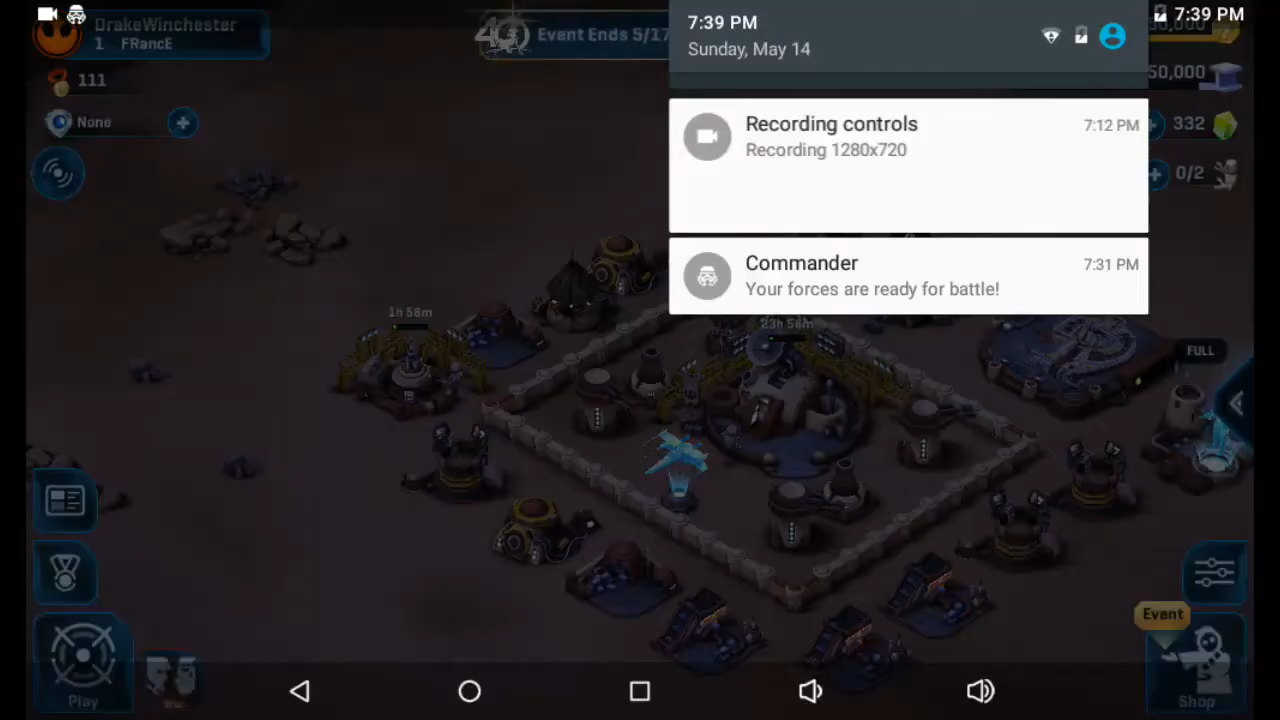 DrakeWinchester
1 FRancE
111
None
40
Event Ends 5/17
7:39 PM
Sunday, May 14
7:39 PM
50,000
332
0/2
Recording controls
7:12 PM
Recording 1280x720
Commander
7:31 PM
Your forces are ready for battle!
1h 58m
23h 58m
FULL
Event
Play
Shop